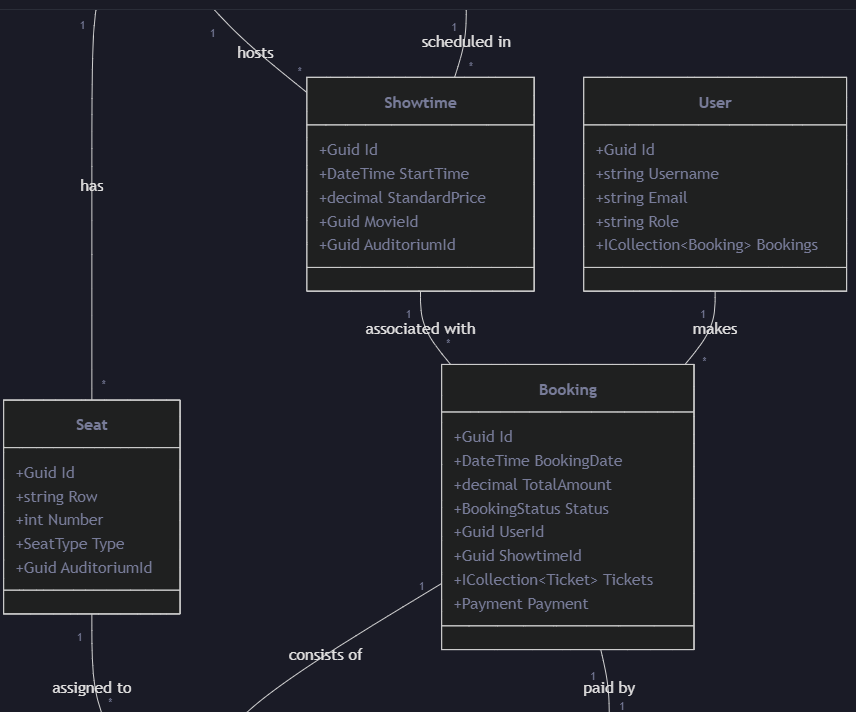 1
1
hosts
*
1
scheduled in
*
Showtime
+Guid Id
+DateTime StartTime
+decimal StandardPrice
+Guid MovieId
+Guid AuditoriumId
User
+Guid Id
+string Username
+string Email
+string Role
+ICollection<Booking> Bookings
has
*
1
associated with
*
1
makes
*
Seat
+Guid Id
+string Row
+int Number
+SeatType Type
+Guid AuditoriumId
Booking
+Guid Id
+DateTime BookingDate
+decimal TotalAmount
+BookingStatus Status
+Guid UserId
+Guid ShowtimeId
+ICollection<Ticket> Tickets
+Payment Payment
1
assigned to
*
1
consists of
1
paid by
1